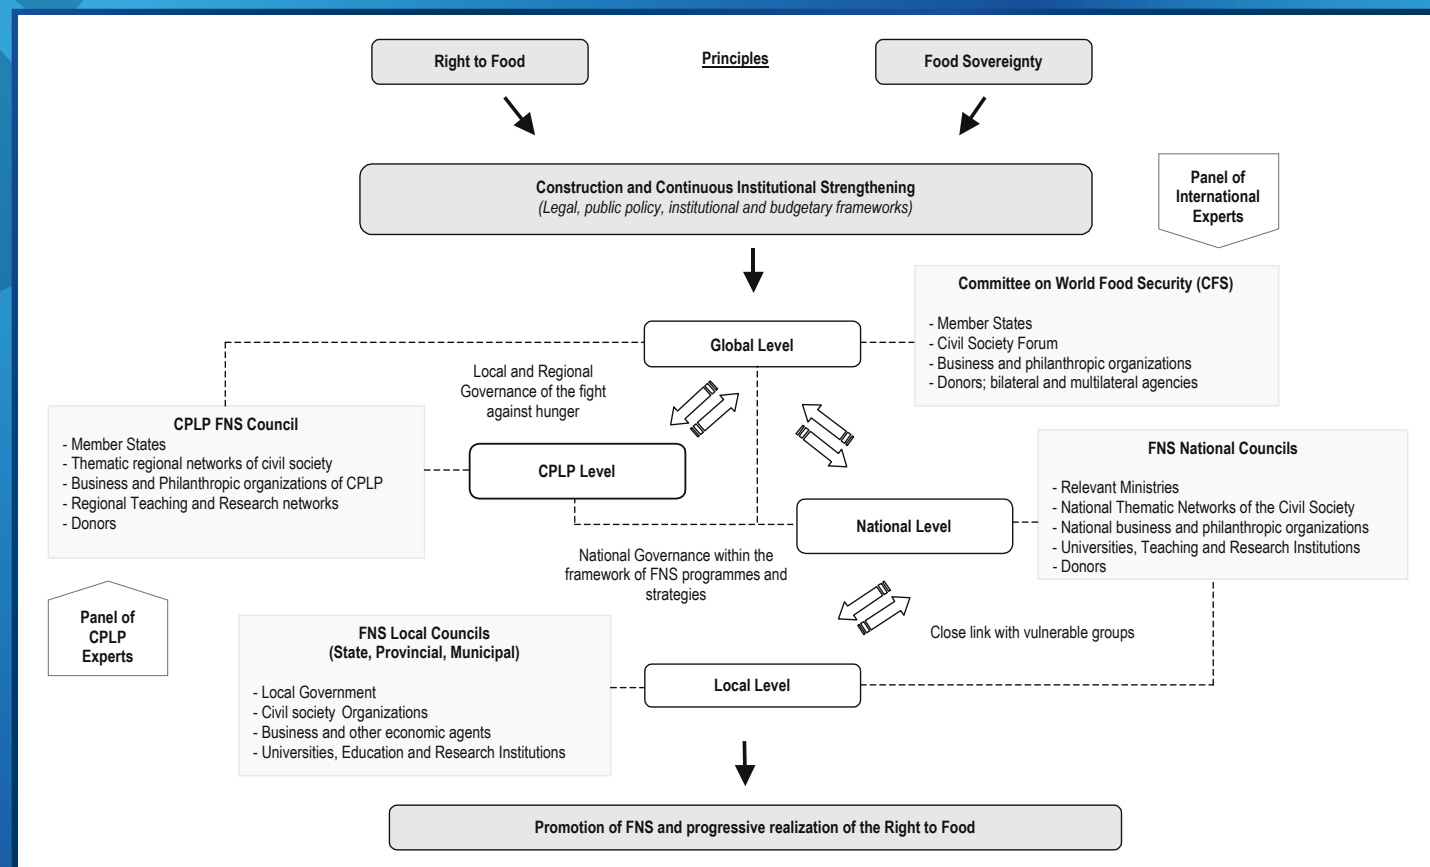 Right to Food
Principles
Food Sovereignty
Construction and Continuous Institutional Strengthening
(Legal, public policy, institutional and budgetary frameworks)
Panel of
International
Experts
Committee on World Food Security (CFS)
- Member States
- Civil Society Forum
- Business and philanthropic organizations
- Donors; bilateral and multilateral agencies
Global Level
Local and Regional
Governance of the fight
against hunger
CPLP FNS Council
- Member States
- Thematic regional networks of civil society
- Business and Philanthropic organizations of CPLP
- Regional Teaching and Research networks
- Donors
CPLP Level
FNS National Councils
- Relevant Ministries
- National Thematic Networks of the Civil Society
- National business and philanthropic organizations
- Universities, Teaching and Research Institutions
- Donors
National Level
National Governance within the
framework of FNS programmes and
strategies
Panel of
CPLP
Experts
FNS Local Councils
(State, Provincial, Municipal)
- Local Government
- Civil society Organizations
- Business and other economic agents
- Universities, Education and Research Institutions
Close link with vulnerable groups
Local Level
Promotion of FNS and progressive realization of the Right to Food